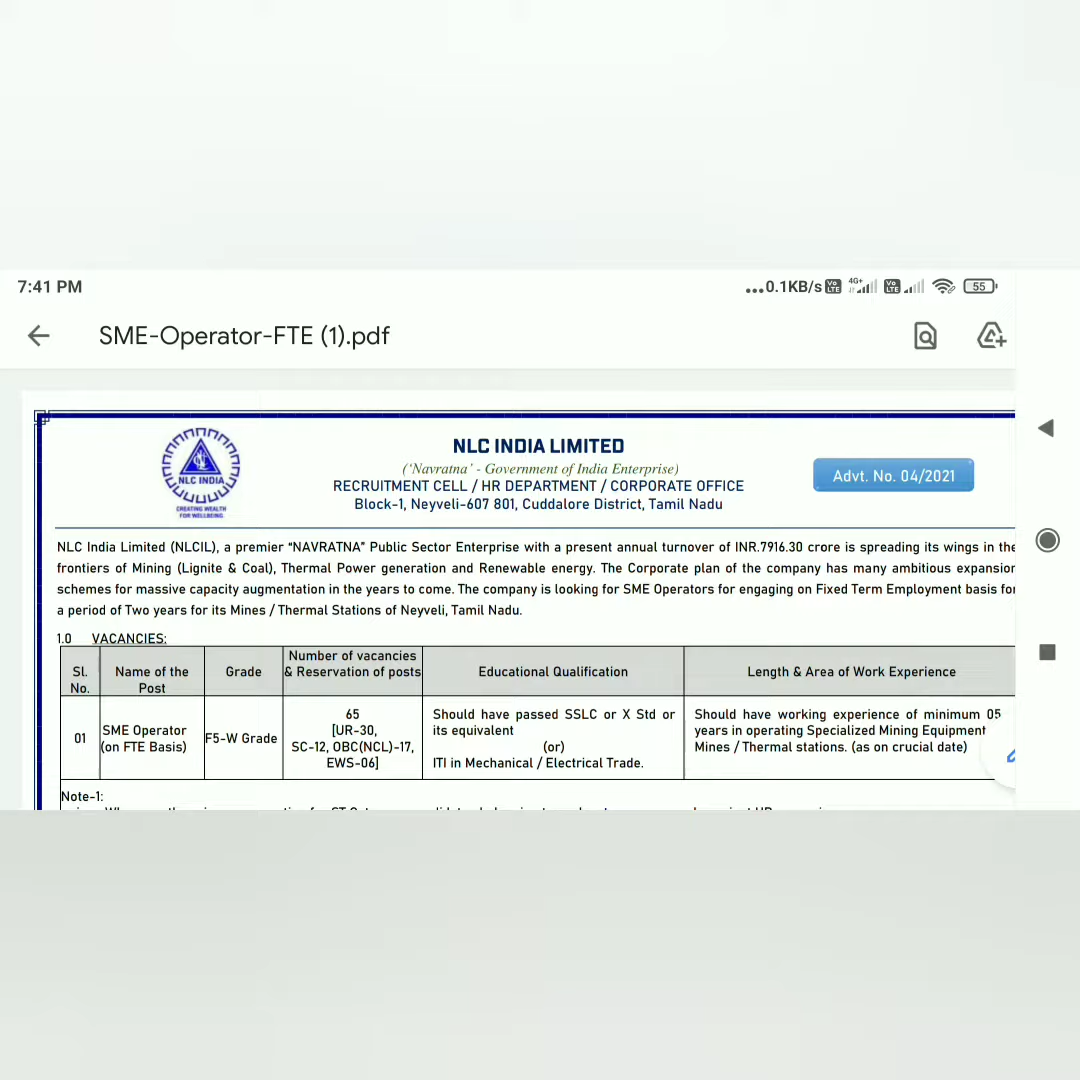 7:41 PM
...0.1KB/s Vo LTE 4G+ Vo LTE 55
SME-Operator-FTE (1).pdf
NLC INDIA
CREATING WEALTH
FOR WELLBEING
NLC INDIA LIMITED
('Navratna' - Government of India Enterprise)
RECRUITMENT CELL / HR DEPARTMENT / CORPORATE OFFICE
Block-1, Neyveli-607 801, Cuddalore District, Tamil Nadu
Advt. No. 04/2021
NLC India Limited (NLCIL), a premier “NAVRATNA” Public Sector Enterprise with a present annual turnover of INR.7916.30 crore is spreading its wings in the
frontiers of Mining (Lignite & Coal), Thermal Power generation and Renewable energy. The Corporate plan of the company has many ambitious expansion
schemes for massive capacity augmentation in the years to come. The company is looking for SME Operators for engaging on Fixed Term Employment basis for
a period of Two years for its Mines / Thermal Stations of Neyveli, Tamil Nadu.
1.0 VACANCIES:
Sl.
No.
Name of the
Post
Grade
Number of vacancies
& Reservation of posts
Educational Qualification
Length & Area of Work Experience
01
SME Operator
(on FTE Basis)
F5-W Grade
65
[UR-30,
SC-12, OBC(NCL)-17,
EWS-06]
Should have passed SSLC or X Std or
its equivalent
(or)
ITI in Mechanical / Electrical Trade.
Should have working experience of minimum 05
years in operating Specialized Mining Equipment
Mines / Thermal stations. (as on crucial date)
Note-1: